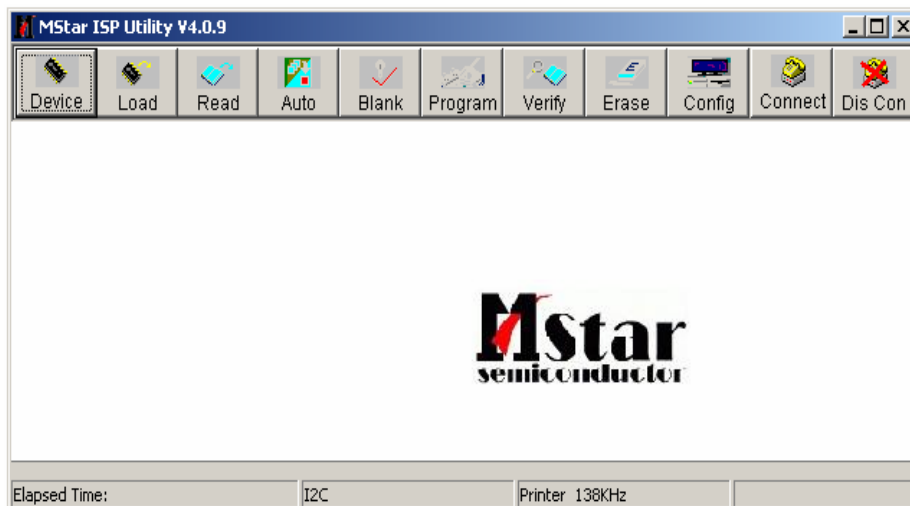 MStar ISP Utility V4.0.9
Device Load Read Auto Blank Program Verify Erase Config Connect Dis Con
MStar
semiconductor
Elapsed Time: I2C Printer 138KHz